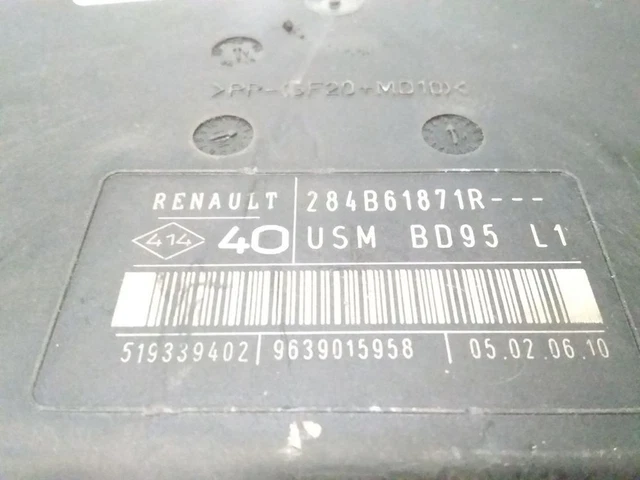 >PP-(GF20+MD10)<
RENAULT 284B61871R---
414 40 USM BD95 L1
519339402 9639015958 05.02.06.10